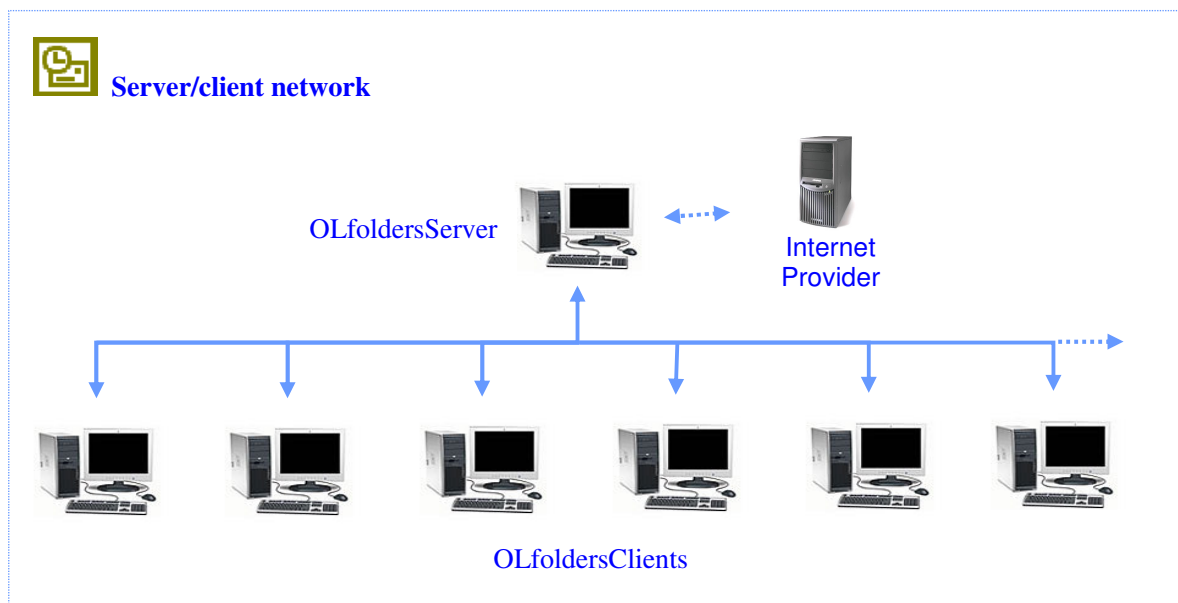 Server/client network
OLfoldersServer
Internet
Provider
OLfoldersClients